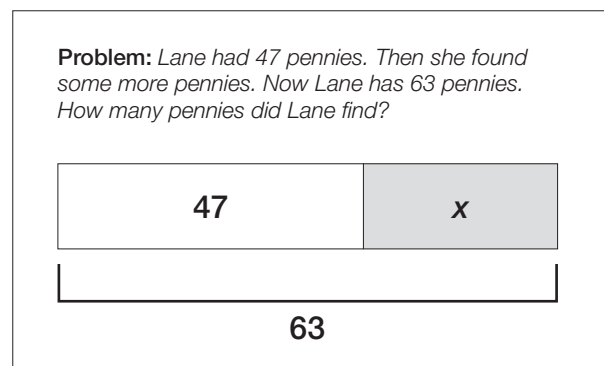 Problem: Lane had 47 pennies. Then she found
some more pennies. Now Lane has 63 pennies.
How many pennies did Lane find?
47 x
63